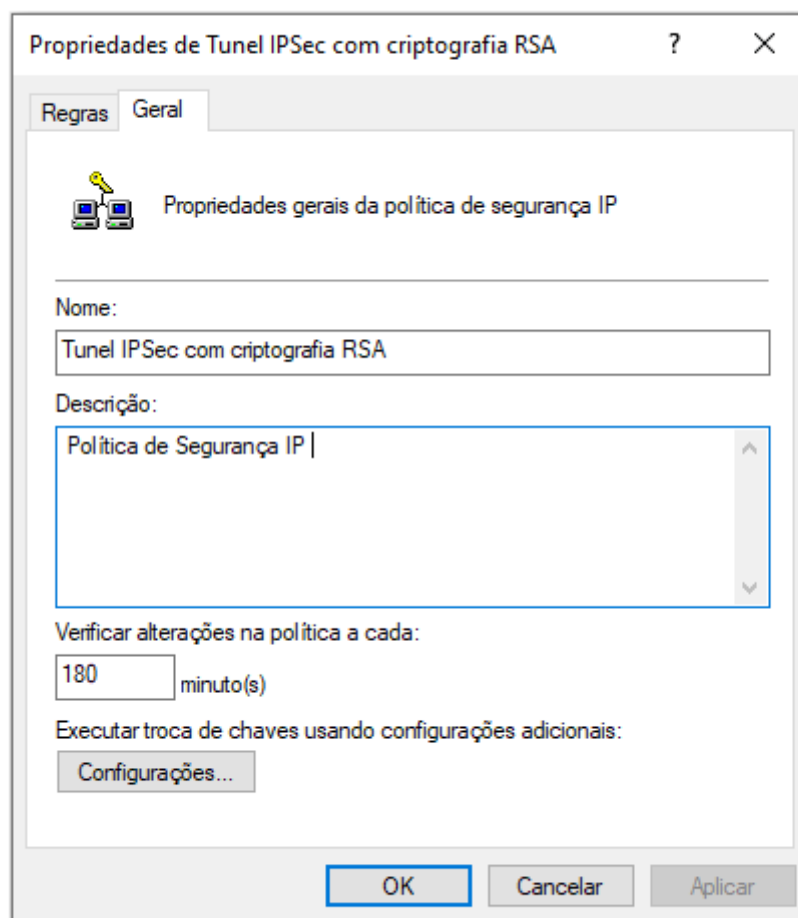 Propriedades de Tunel IPSec com criptografia RSA ?
Regras Geral
Propriedades gerais da política de segurança IP
Nome:
Tunel IPSec com criptografia RSA
Descrição:
Política de Segurança IP
Verificar alterações na política a cada:
180 minuto(s)
Executar troca de chaves usando configurações adicionais:
Configurações...
OK Cancelar Aplicar